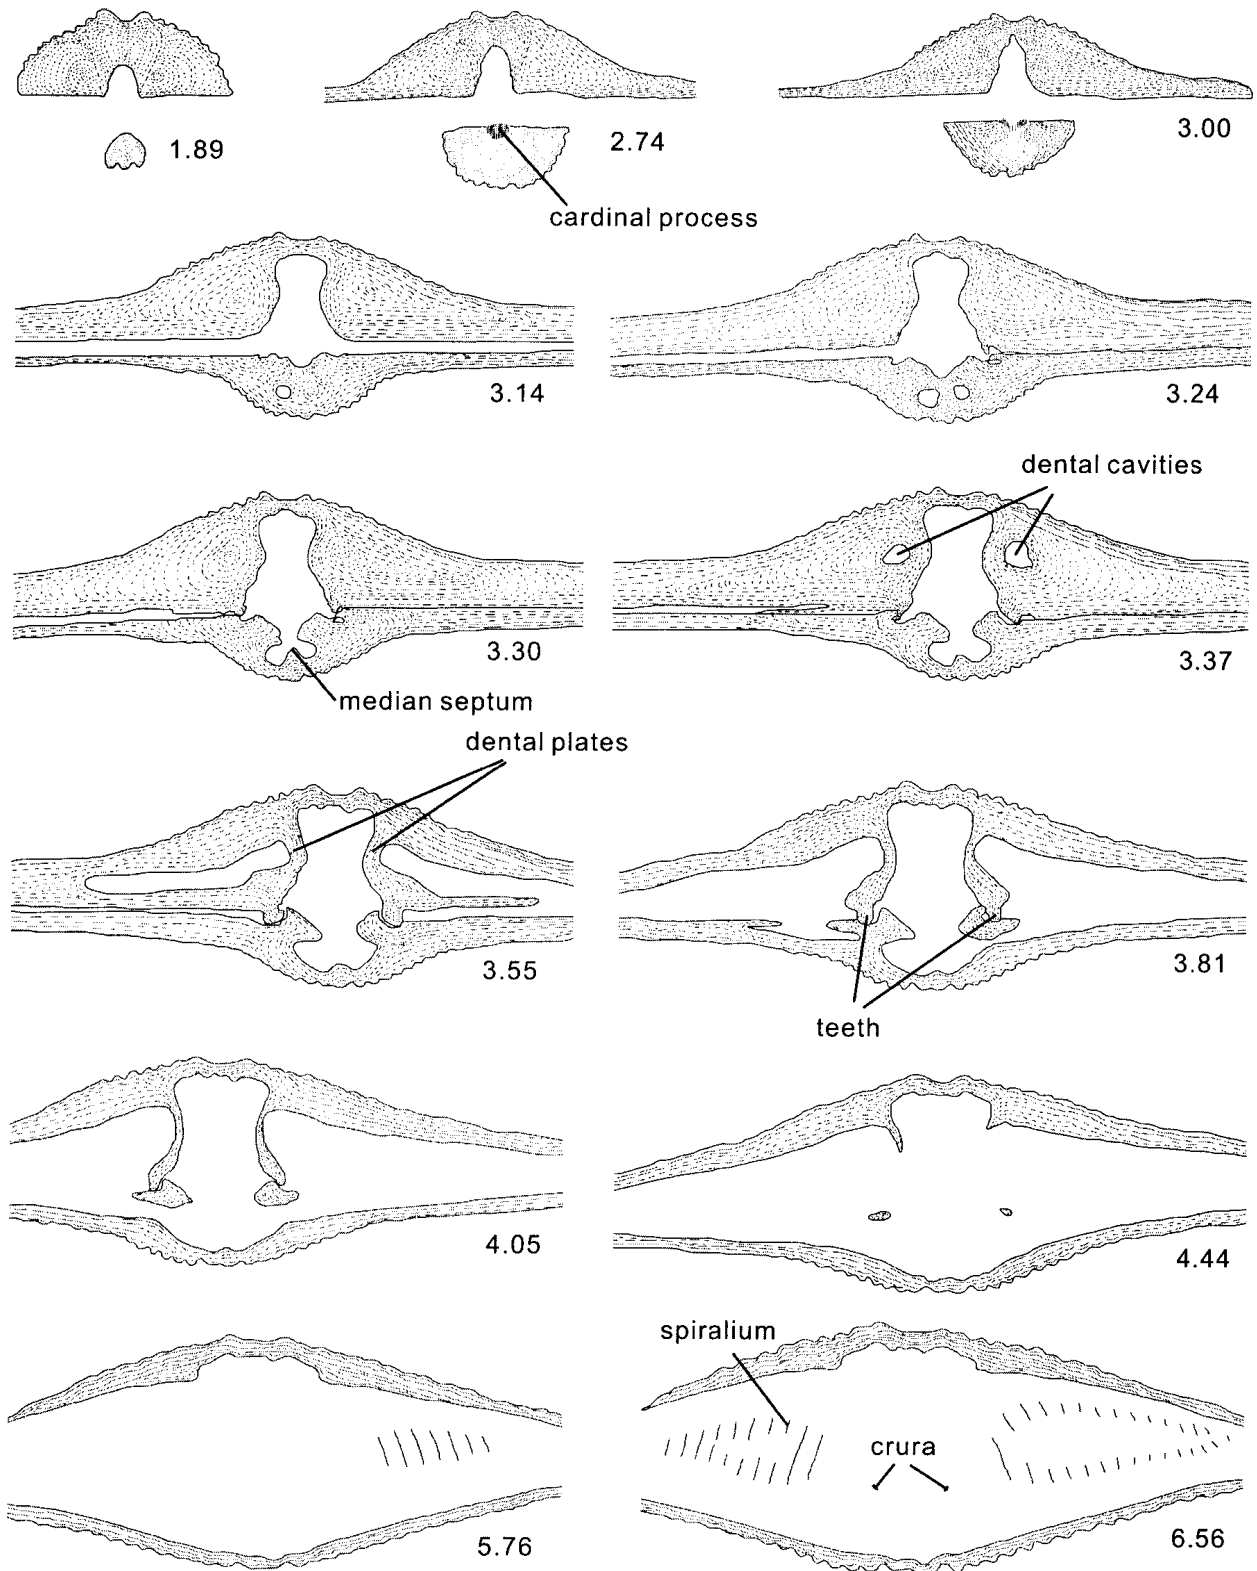 1.89
2.74
3.00
cardinal process
3.14
3.24
dental cavities
3.30
3.37
median septum
dental plates
3.55
3.81
teeth
4.05
4.44
spiralium
crura
5.76
6.56